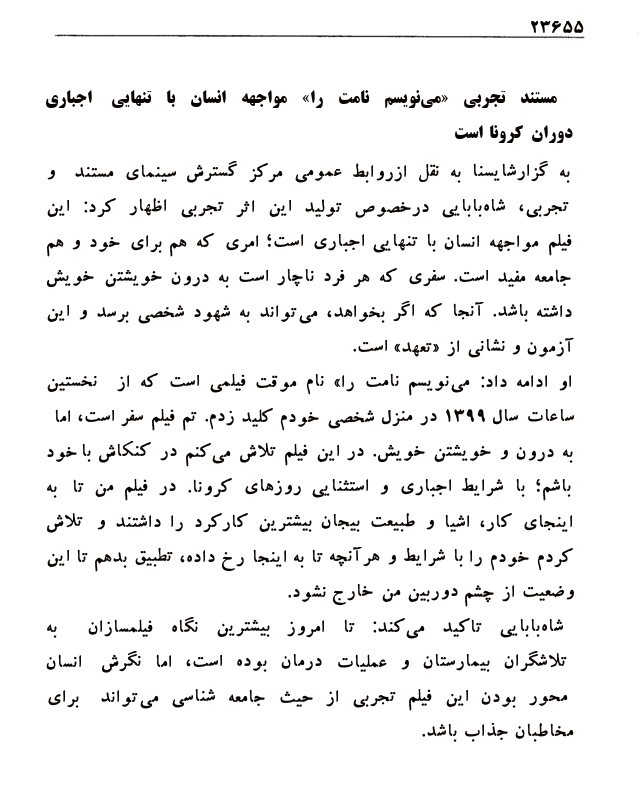 ۲۳۶۵۵
مستند تجربی «می‌نویسم نامت را» مواجهه انسان با تنهایی اجباری
دوران کرونا است
به گزارشایسنا به نقل ازروابط عمومی مرکز گسترش سینمای مستند و
تجربی، شاه‌بابایی درخصوص تولید این اثر تجربی اظهار کرد: این
فیلم مواجهه انسان با تنهایی اجباری است؛ امری که هم برای خود و هم
جامعه مفید است. سفری که هر فرد ناچار است به درون خویشتن خویش
داشته باشد. آنجا که اگر بخواهد، می‌تواند به شهود شخصی برسد و این
آزمون و نشانی از «تعهد» است.
او ادامه داد: می‌نویسم نامت را» نام موقت فیلمی است که از نخستین
ساعات سال ۱۳۹۹ در منزل شخصی خودم کلید زدم. تم فیلم سفر است، اما
به درون و خویشتن خویش. در این فیلم تلاش می‌کنم در کنکاش با خود
باشم؛ با شرایط اجباری و استثنایی روزهای کرونا. در فیلم من تا به
اینجای کار، اشیا و طبیعت بیجان بیشترین کارکرد را داشتند و تلاش
کردم خودم را با شرایط و هرآنچه تا به اینجا رخ داده، تطبیق بدهم تا این
وضعیت از چشم دوربین من خارج نشود.
شاه‌بابایی تاکید می‌کند: تا امروز بیشترین نگاه فیلمسازان به
تلاشگران بیمارستان و عملیات درمان بوده است، اما نگرش انسان
محور بودن این فیلم تجربی از حیث جامعه شناسی می‌تواند برای
مخاطبان جذاب باشد.